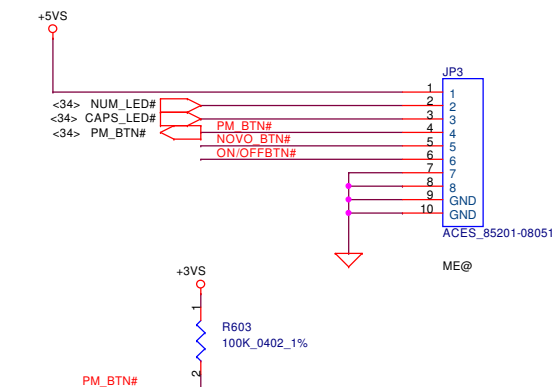 +5VS
JP3
1 1
<34> NUM_LED# 2 2
<34> CAPS_LED# 3 3
<34> PM_BTN# PM_BTN# 4 4
NOVO_BTN# 5 5
ON/OFFBTN# 6 6
7 7
8 8
9 GND
10 GND
ACES_85201-08051
ME@
+3VS
1
R603
100K_0402_1%
2
PM_BTN#